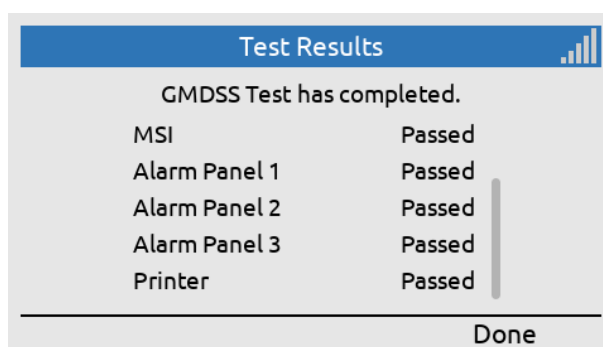 Test Results
GMDSS Test has completed.
MSI Passed
Alarm Panel 1 Passed
Alarm Panel 2 Passed
Alarm Panel 3 Passed
Printer Passed
Done